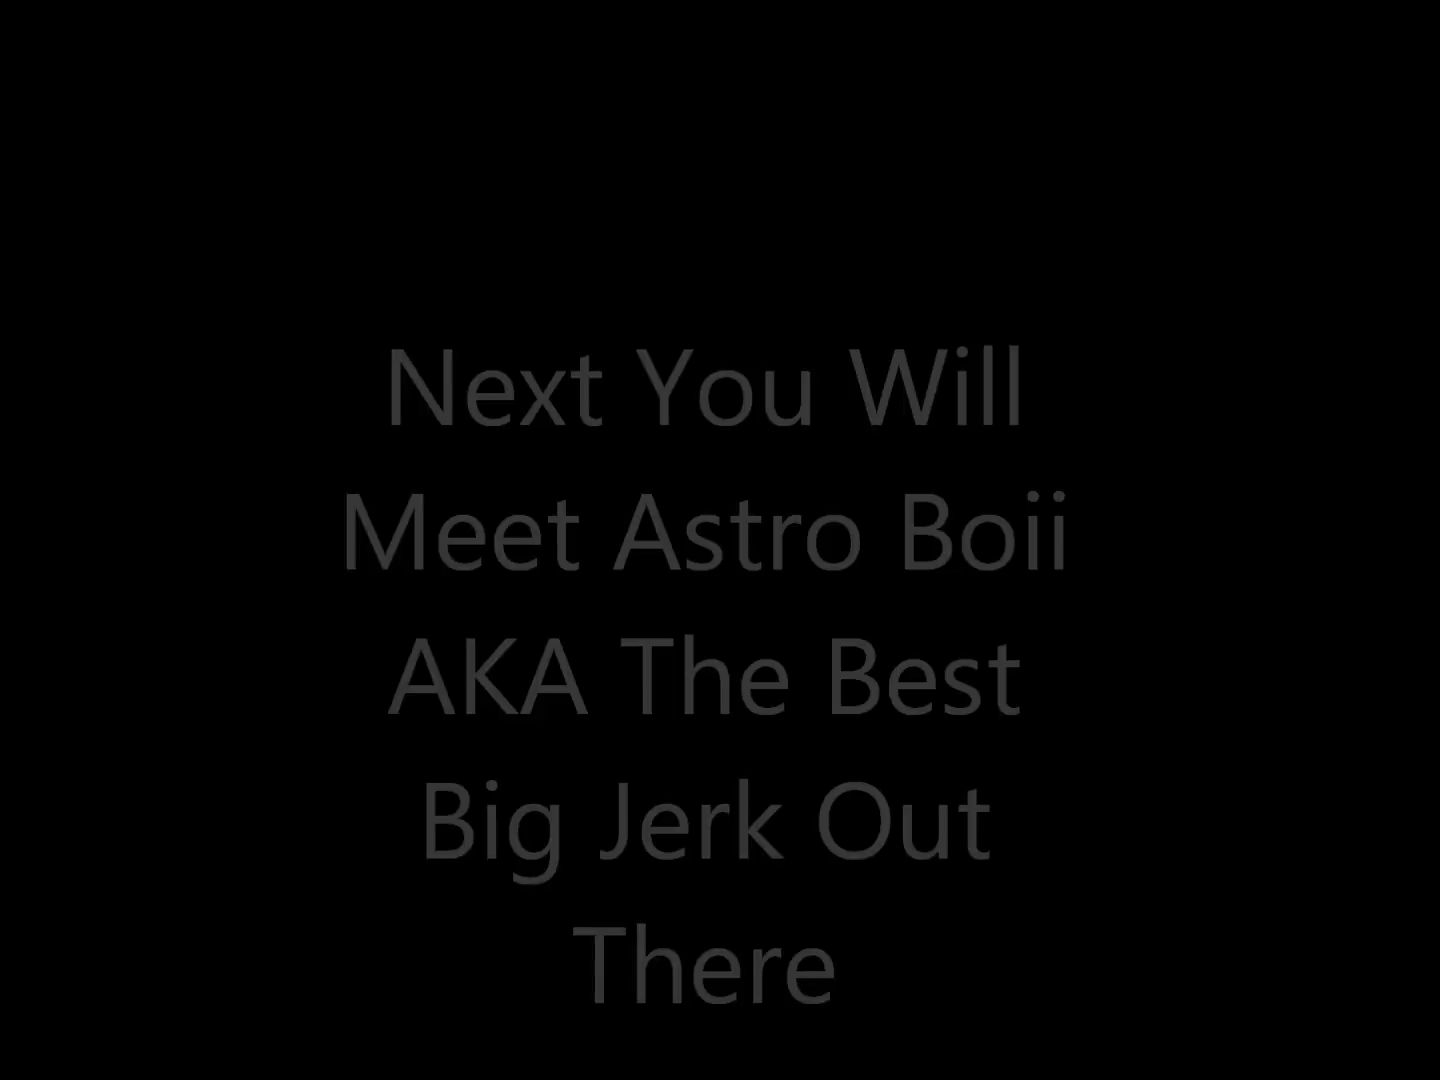 Next You Will
Meet Astro Boii
AKA The Best
Big Jerk Out
There